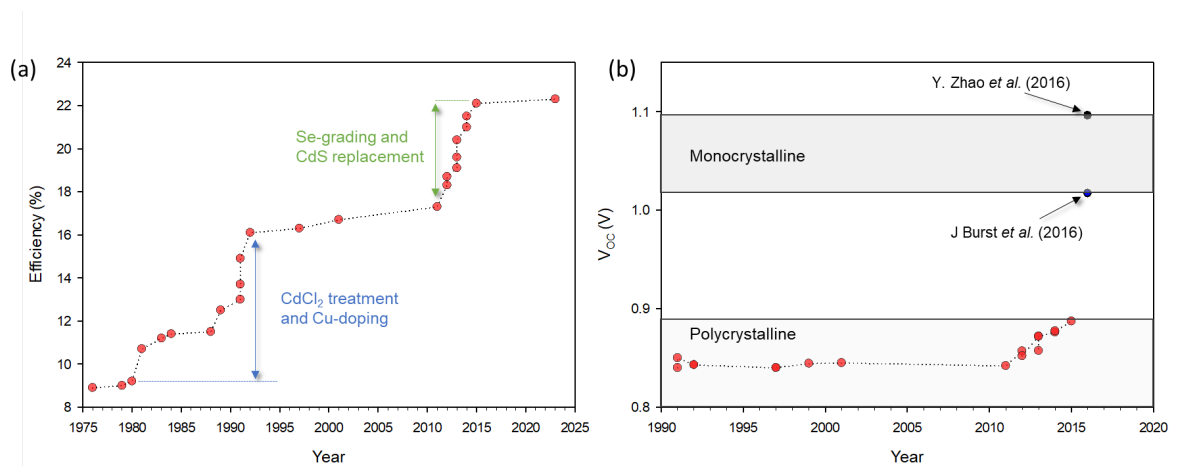 (a)
24
22
20
18
16
14
12
10
8
Efficiency (%)
Se-grading and
CdS replacement
CdCl₂ treatment
and Cu-doping
1975 1980 1985 1990 1995 2000 2005 2010 2015 2020 2025
Year
(b)
1.1
1.0
0.9
0.8
V_OC (V)
Y. Zhao et al. (2016)
Monocrystalline
J Burst et al. (2016)
Polycrystalline
1990 1995 2000 2005 2010 2015 2020
Year